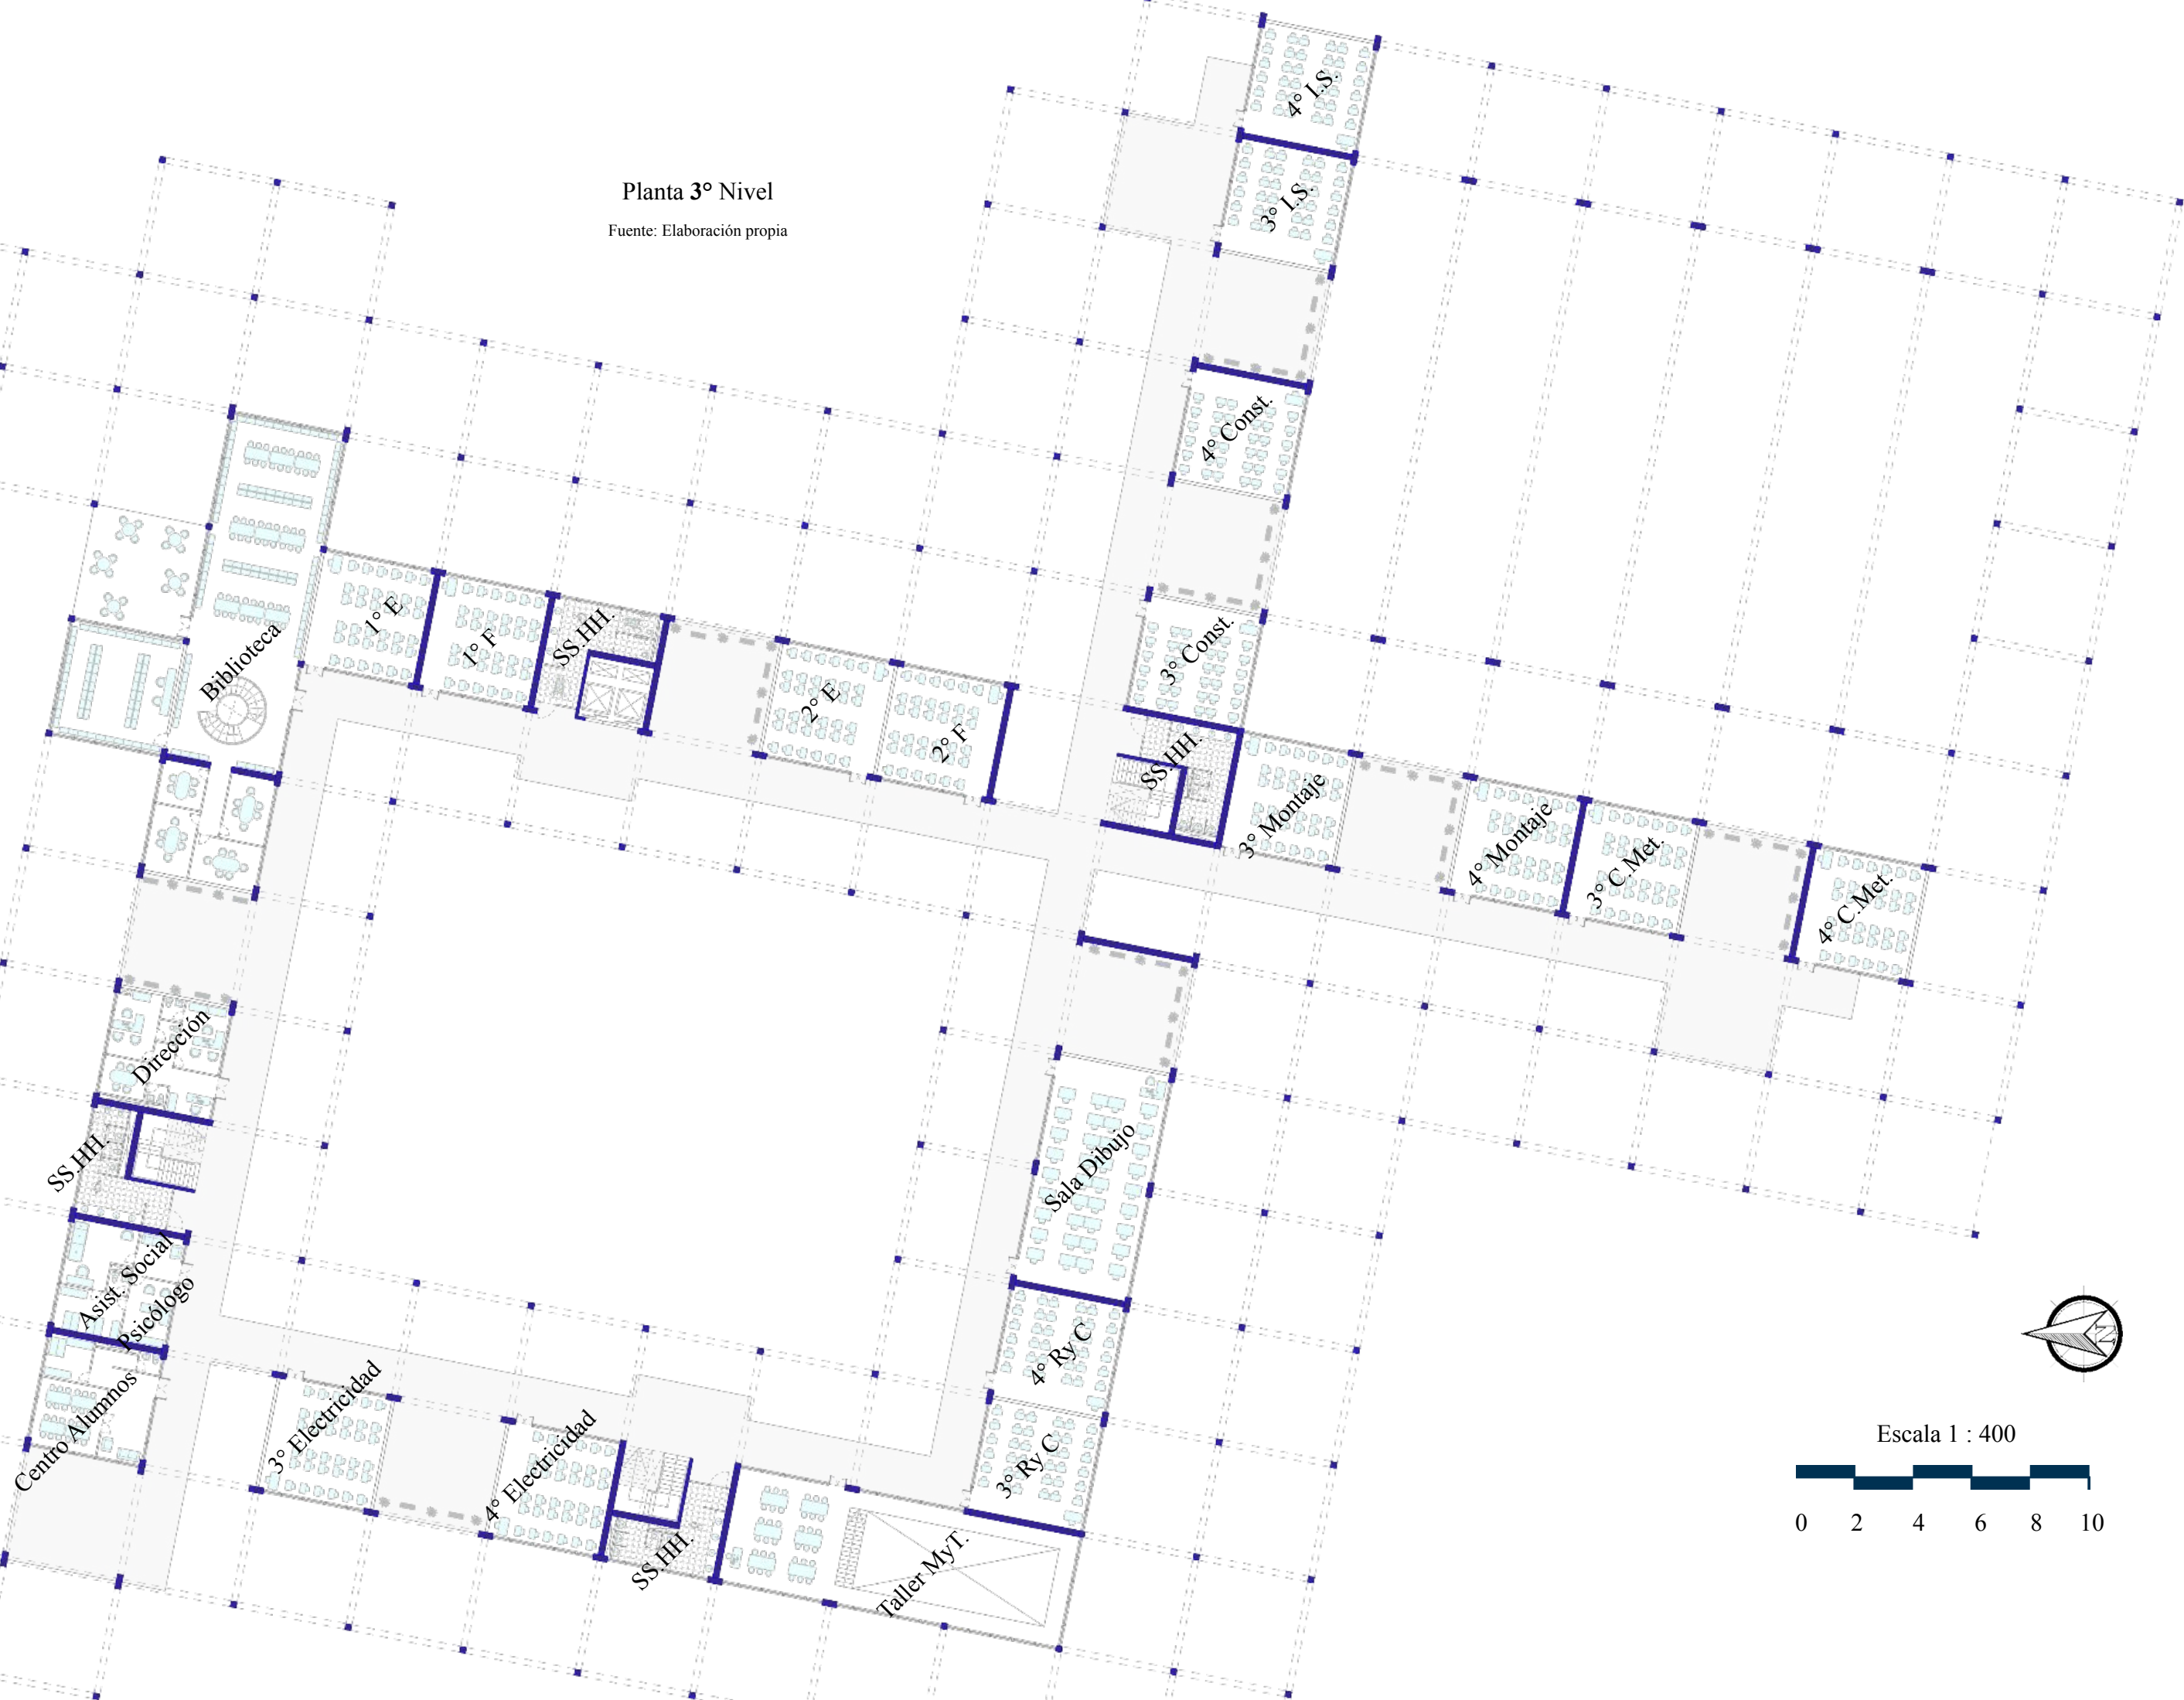 4° I.S.
Planta 3° Nivel
3° I.S.
Fuente: Elaboración propia
4° Const.
1° E
1° F
SS.HH.
Biblioteca
3° Const.
2° E
2° F
SS.HH.
3° Montaje
4° Montaje
3° C.Met.
4° C.Met.
Dirección
SS.HH.
Sala Dibujo
Asist. Social
Psicólogo
N
4° Ry C
Centro Alumnos
3° Electricidad
4° Electricidad
3° Ry C
Escala 1 : 400
0 2 4 6 8 10
SS.HH.
Taller MyT.